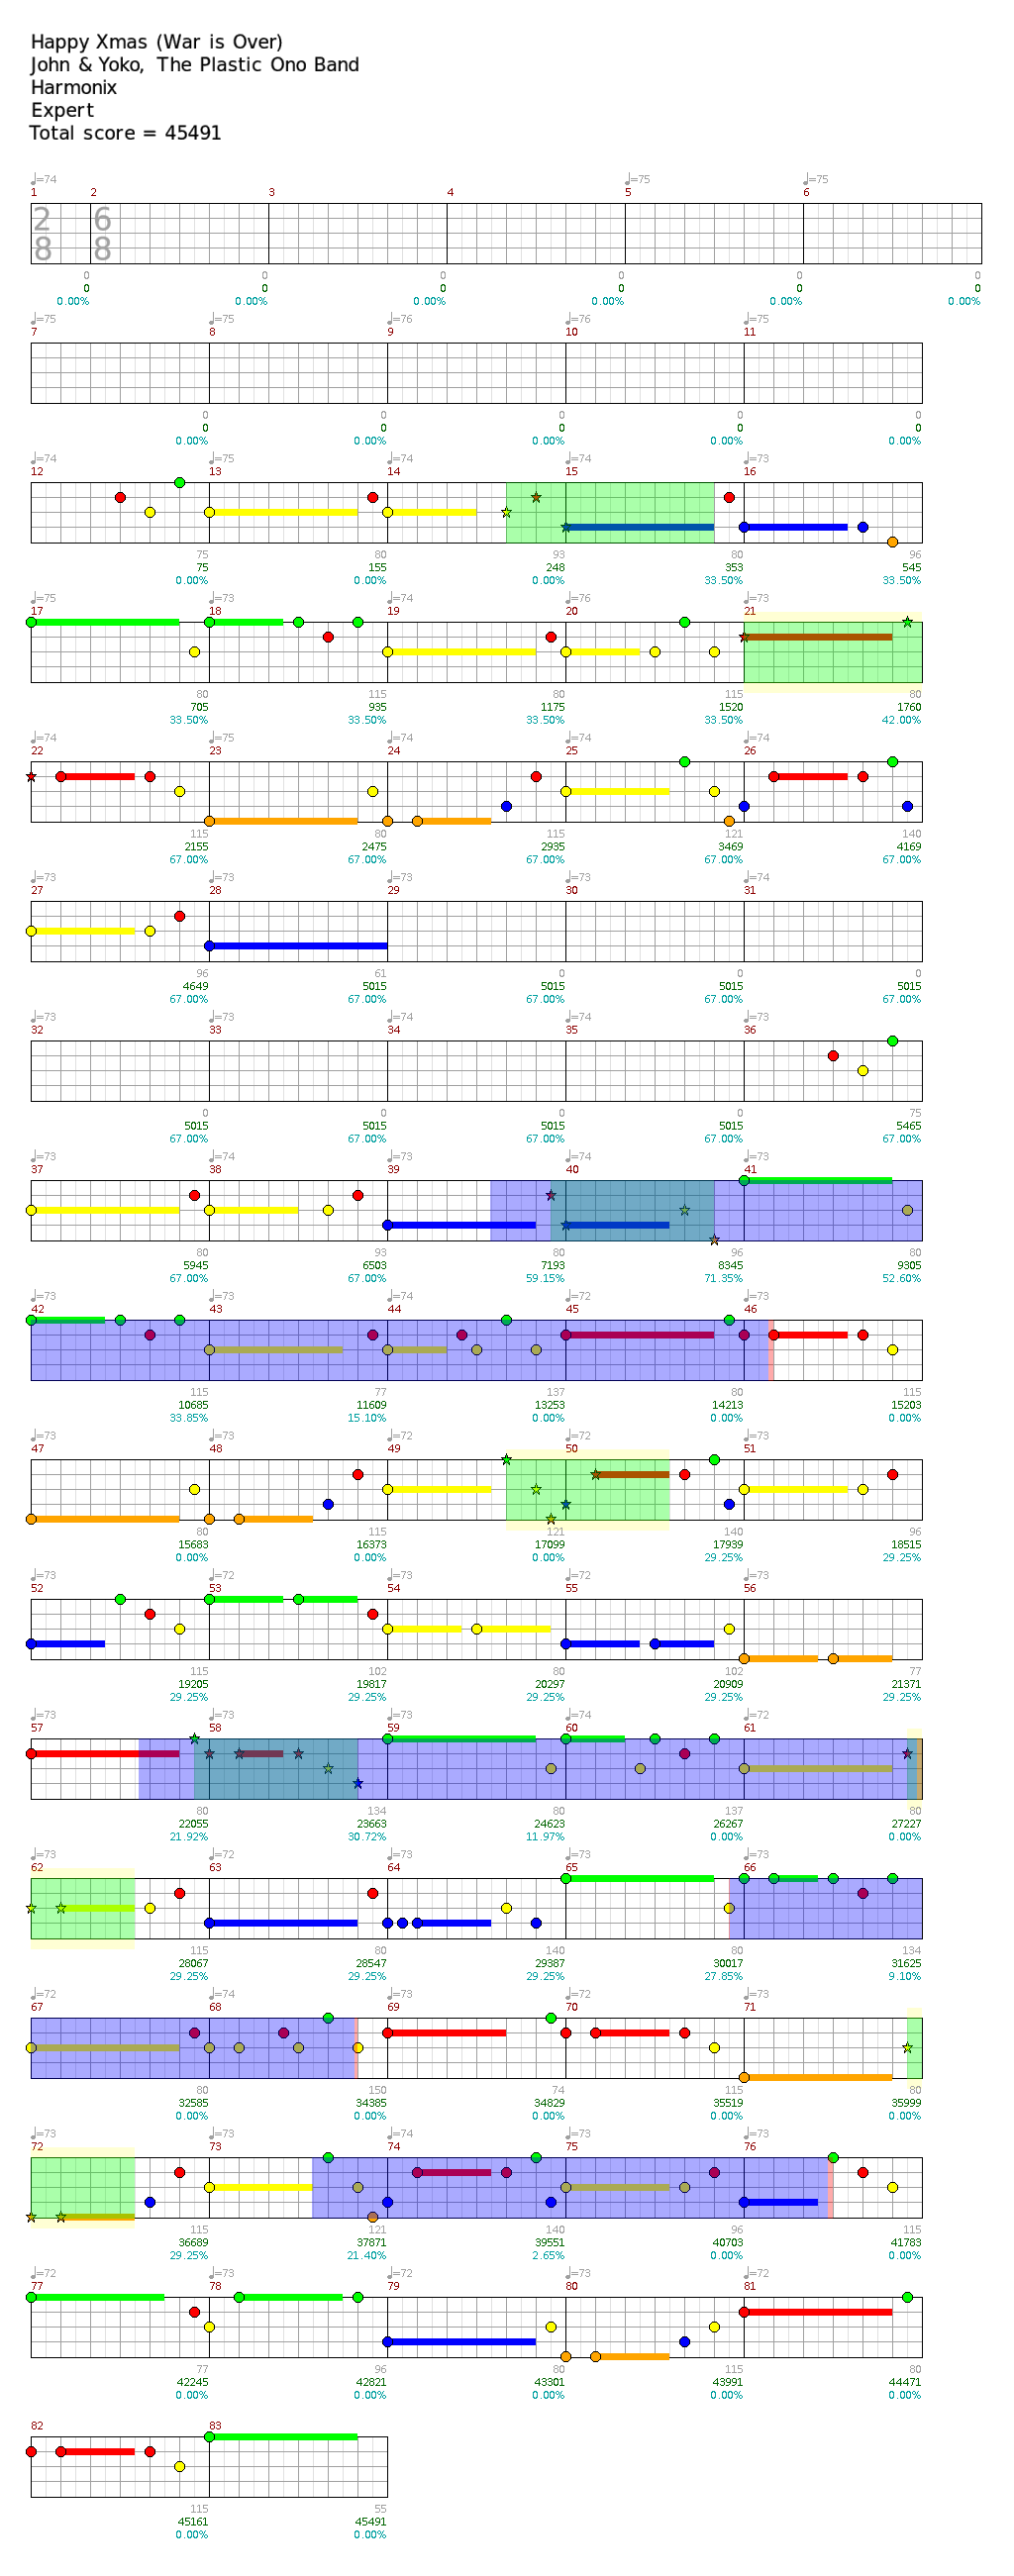 Happy Xmas (War is Over)
John & Yoko, The Plastic Ono Band
Harmonix
Expert
Total score = 45491
♩=74 ♩=75 ♩=75
1 2 3 4 5 6
2 6
8 8
0 0 0 0 0 0
0 0 0 0 0 0
0.00% 0.00% 0.00% 0.00% 0.00% 0.00%
♩=75 ♩=75 ♩=76 ♩=76 ♩=74
7 8 9 10 11
0 0 0 0 0
0 0 0 0 0
0.00% 0.00% 0.00% 0.00% 0.00%
♩=74 ♩=75 ♩=74 ♩=74 ♩=73
12 13 14 15 16
75 80 93 80 96
75 155 248 353 545
0.00% 0.00% 0.00% 33.50% 33.50%
♩=75 ♩=73 ♩=74 ♩=76 ♩=73
17 18 19 20 21
80 115 80 115 80
705 935 1175 1520 1760
33.50% 33.50% 33.50% 33.50% 42.00%
♩=74 ♩=75 ♩=74 ♩=74 ♩=74
22 23 24 25 26
115 80 115 121 140
2155 2475 2935 3469 4169
67.00% 67.00% 67.00% 67.00% 67.00%
♩=73 ♩=73 ♩=73 ♩=73 ♩=74
27 28 29 30 31
96 61 0 0 0
4649 5015 5015 5015 5015
67.00% 67.00% 67.00% 67.00% 67.00%
♩=73 ♩=73 ♩=74 ♩=74 ♩=73
32 33 34 35 36
0 0 0 0 75
5015 5015 5015 5015 5465
67.00% 67.00% 67.00% 67.00% 67.00%
♩=73 ♩=74 ♩=73 ♩=74 ♩=73
37 38 39 40 41
80 93 80 96 80
5945 6503 7193 8345 9305
67.00% 67.00% 59.15% 71.35% 52.60%
♩=73 ♩=73 ♩=74 ♩=73 ♩=73
42 43 44 45 46
115 77 137 80 115
10685 11609 13253 14213 15203
33.85% 15.10% 0.00% 0.00% 0.00%
♩=73 ♩=73 ♩=72 ♩=72 ♩=73
47 48 49 50 51
80 115 121 140 96
15683 16373 17099 17939 18515
0.00% 0.00% 0.00% 29.25% 29.25%
♩=73 ♩=72 ♩=73 ♩=72 ♩=73
52 53 54 55 56
115 102 80 102 77
19205 19817 20297 20909 21371
29.25% 29.25% 29.25% 29.25% 29.25%
♩=73 ♩=73 ♩=73 ♩=74 ♩=72
57 58 59 60 61
80 134 80 137 80
22055 23663 24623 26267 27227
21.92% 30.72% 11.97% 0.00% 0.00%
♩=73 ♩=72 ♩=73 ♩=73 ♩=73
62 63 64 65 66
115 80 140 80 134
28067 28547 29387 30017 31625
29.25% 29.25% 29.25% 27.85% 9.10%
♩=72 ♩=74 ♩=73 ♩=72 ♩=73
67 68 69 70 71
80 150 74 115 80
32585 34385 34829 35519 35999
0.00% 0.00% 0.00% 0.00% 0.00%
♩=73 ♩=73 ♩=74 ♩=73 ♩=73
72 73 74 75 76
115 121 140 96 115
36689 37871 39551 40703 41783
29.25% 21.40% 2.65% 0.00% 0.00%
♩=72 ♩=73 ♩=72 ♩=73 ♩=72
77 78 79 80 81
77 96 80 115 80
42245 42821 43301 43991 44471
0.00% 0.00% 0.00% 0.00% 0.00%
82 83
115 55
45161 45491
0.00% 0.00%